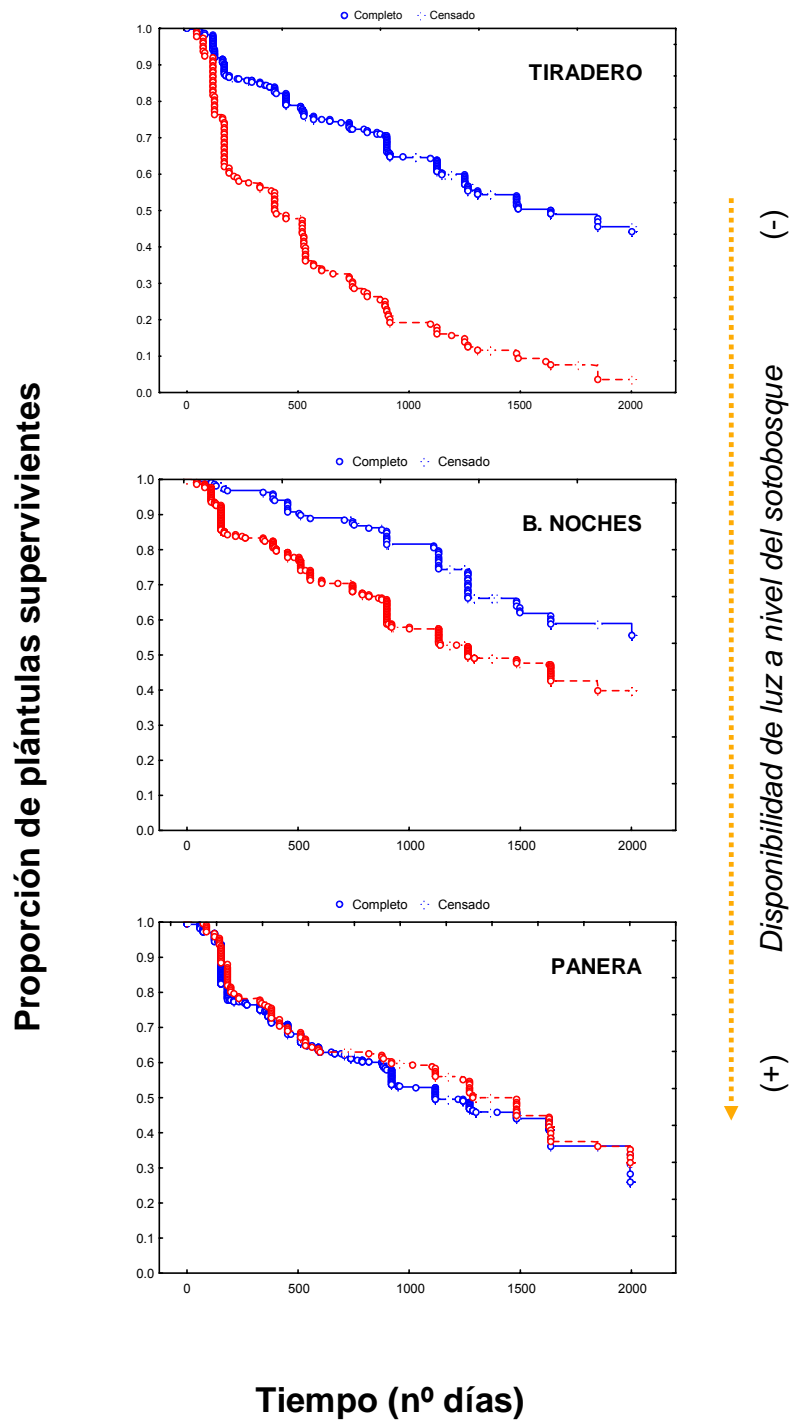 Completo Censado
TIRADERO
1.0
0.9
0.8
0.7
0.6
0.5
0.4
0.3
0.2
0.1
0.0
0 500 1000 1500 2000
Completo Censado
B. NOCHES
1.0
0.9
0.8
0.7
0.6
0.5
0.4
0.3
0.2
0.1
0.0
0 500 1000 1500 2000
Completo Censado
PANERA
1.0
0.9
0.8
0.7
0.6
0.5
0.4
0.3
0.2
0.1
0.0
0 500 1000 1500 2000
Proporción de plántulas supervivientes
Tiempo (nº días)
(-)
Disponibilidad de luz a nivel del sotobosque
(+)